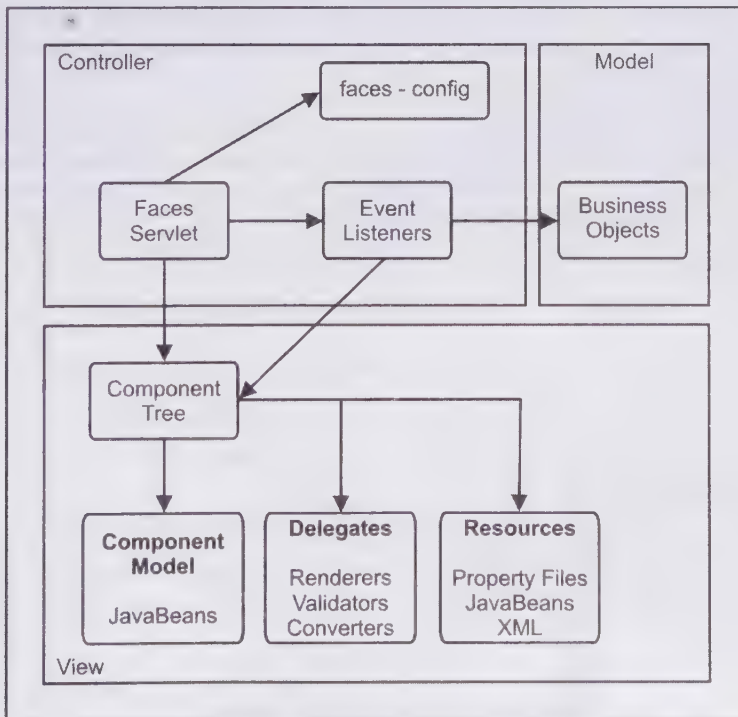 Controller
Model
faces - config
Faces
Servlet
Event
Listeners
Business
Objects
Component
Tree
Component
Model
JavaBeans
Delegates
Renderers
Validators
Converters
Resources
Property Files
JavaBeans
XML
View